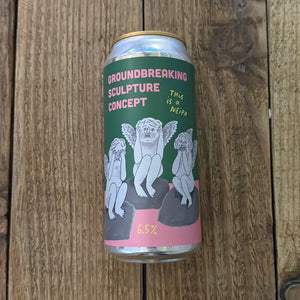 GROUNDBREAKING
SCULPTURE
CONCEPT
THIS
IS A
NEIPA
6.5%